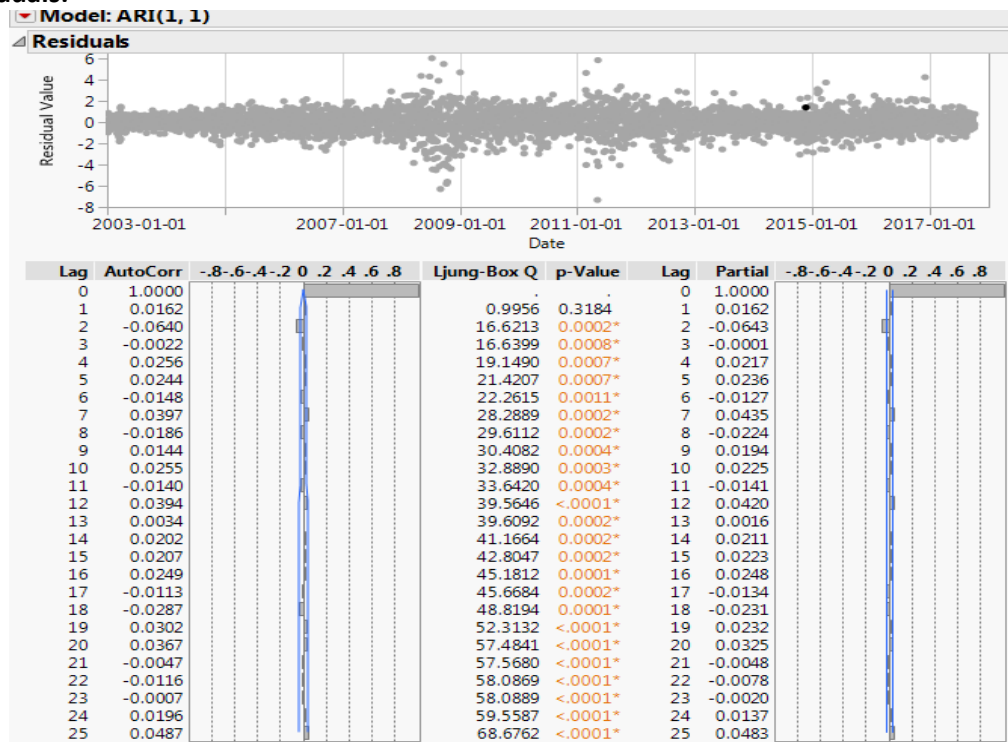 Model: ARI(1, 1)
Residuals
Residual Value
6
4
2
0
-2
-4
-6
-8
2003-01-01 2007-01-01 2009-01-01 2011-01-01 2013-01-01 2015-01-01 2017-01-01
Date
Lag AutoCorr -.8-.6-.4-.2 0 .2 .4 .6 .8 Ljung-Box Q p-Value Lag Partial -.8-.6-.4-.2 0 .2 .4 .6 .8
0 1.0000 . . 0 1.0000
1 0.0162 0.9956 0.3184 1 0.0162
2 -0.0640 16.6213 0.0002* 2 -0.0643
3 -0.0022 16.6399 0.0008* 3 -0.0001
4 0.0256 19.1490 0.0007* 4 0.0217
5 0.0244 21.4207 0.0007* 5 0.0236
6 -0.0148 22.2615 0.0011* 6 -0.0127
7 0.0397 28.2889 0.0002* 7 0.0435
8 -0.0186 29.6112 0.0002* 8 -0.0224
9 0.0144 30.4082 0.0004* 9 0.0194
10 0.0255 32.8890 0.0003* 10 0.0225
11 -0.0140 33.6420 0.0004* 11 -0.0141
12 0.0394 39.5646 <.0001* 12 0.0420
13 0.0034 39.6092 0.0002* 13 0.0016
14 0.0202 41.1664 0.0002* 14 0.0211
15 0.0207 42.8047 0.0002* 15 0.0223
16 0.0249 45.1812 0.0001* 16 0.0248
17 -0.0113 45.6684 0.0002* 17 -0.0134
18 -0.0287 48.8194 0.0001* 18 -0.0231
19 0.0302 52.3132 <.0001* 19 0.0232
20 0.0367 57.4841 <.0001* 20 0.0325
21 -0.0047 57.5680 <.0001* 21 -0.0048
22 -0.0116 58.0869 <.0001* 22 -0.0078
23 -0.0007 58.0889 <.0001* 23 -0.0020
24 0.0196 59.5587 <.0001* 24 0.0137
25 0.0487 68.6762 <.0001* 25 0.0483